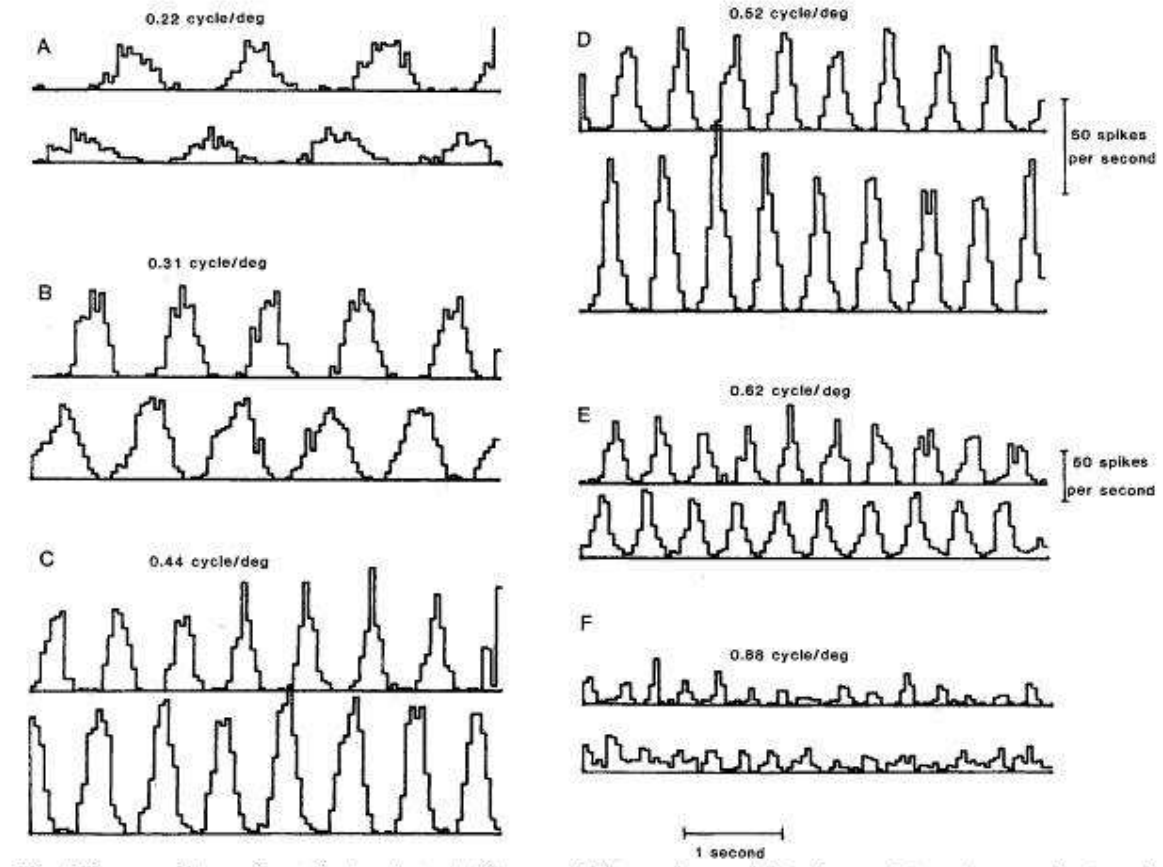 A
0.22 cycle/deg
B
0.31 cycle/deg
C
0.44 cycle/deg
D
0.52 cycle/deg
50 spikes
per second
E
0.62 cycle/deg
50 spikes
per second
F
0.88 cycle/deg
1 second